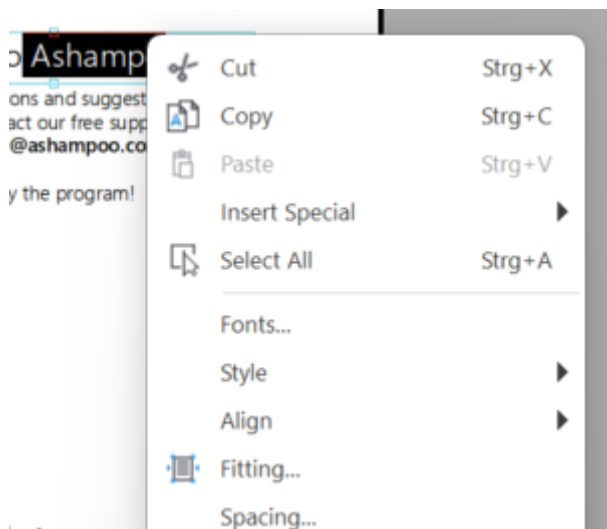 o Ashamp
ons and suggest
act our free supp
@ashampoo.co
y the program!
Cut Strg+X
Copy Strg+C
Paste Strg+V
Insert Special
Select All Strg+A
Fonts...
Style
Align
Fitting...
Spacing...